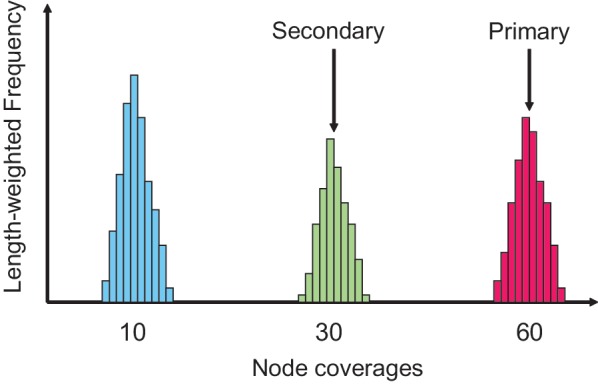 Secondary
Primary
Length-weighted Frequency
10
30
60
Node coverages